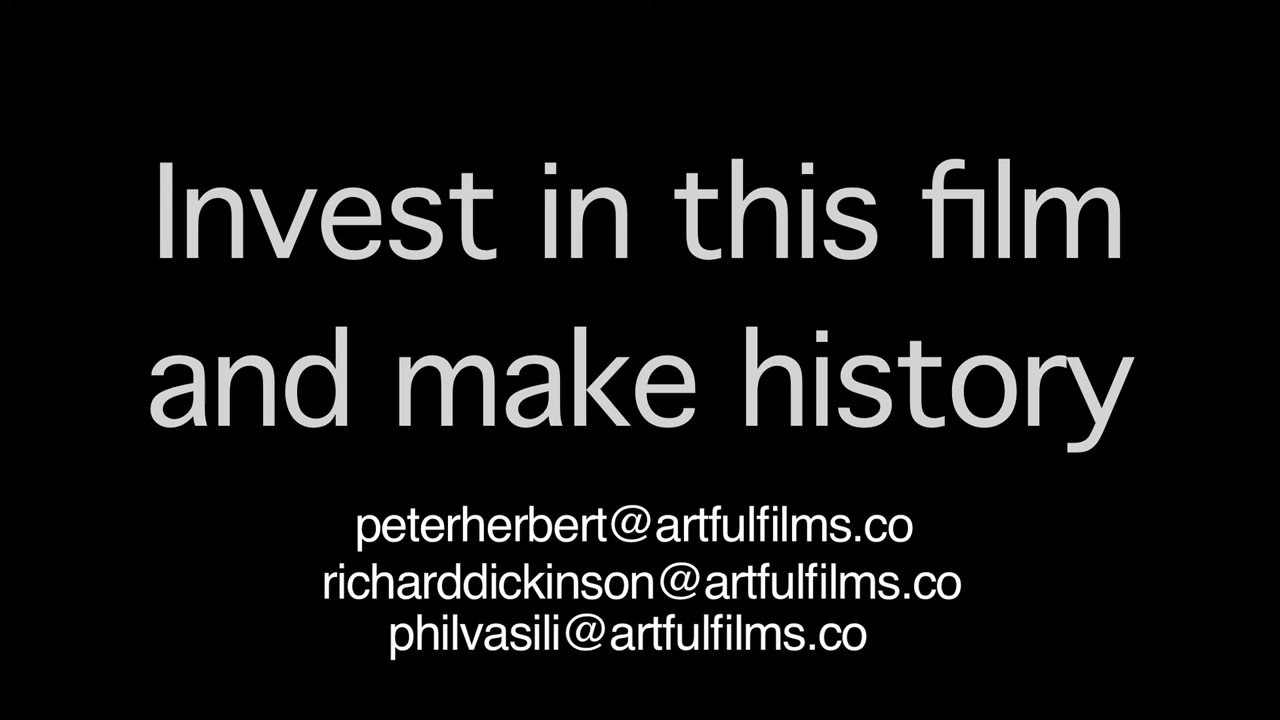 Invest in this film
and make history
peterherbert@artfulfilms.co
richarddickinson@artfulfilms.co
philvasili@artfulfilms.co